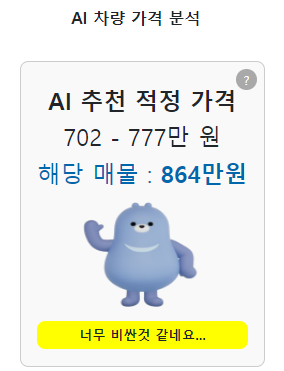 AI 차량 가격 분석
?
AI 추천 적정 가격
702 - 777만 원
해당 매물 : 864만원
너무 비싼것 같네요...